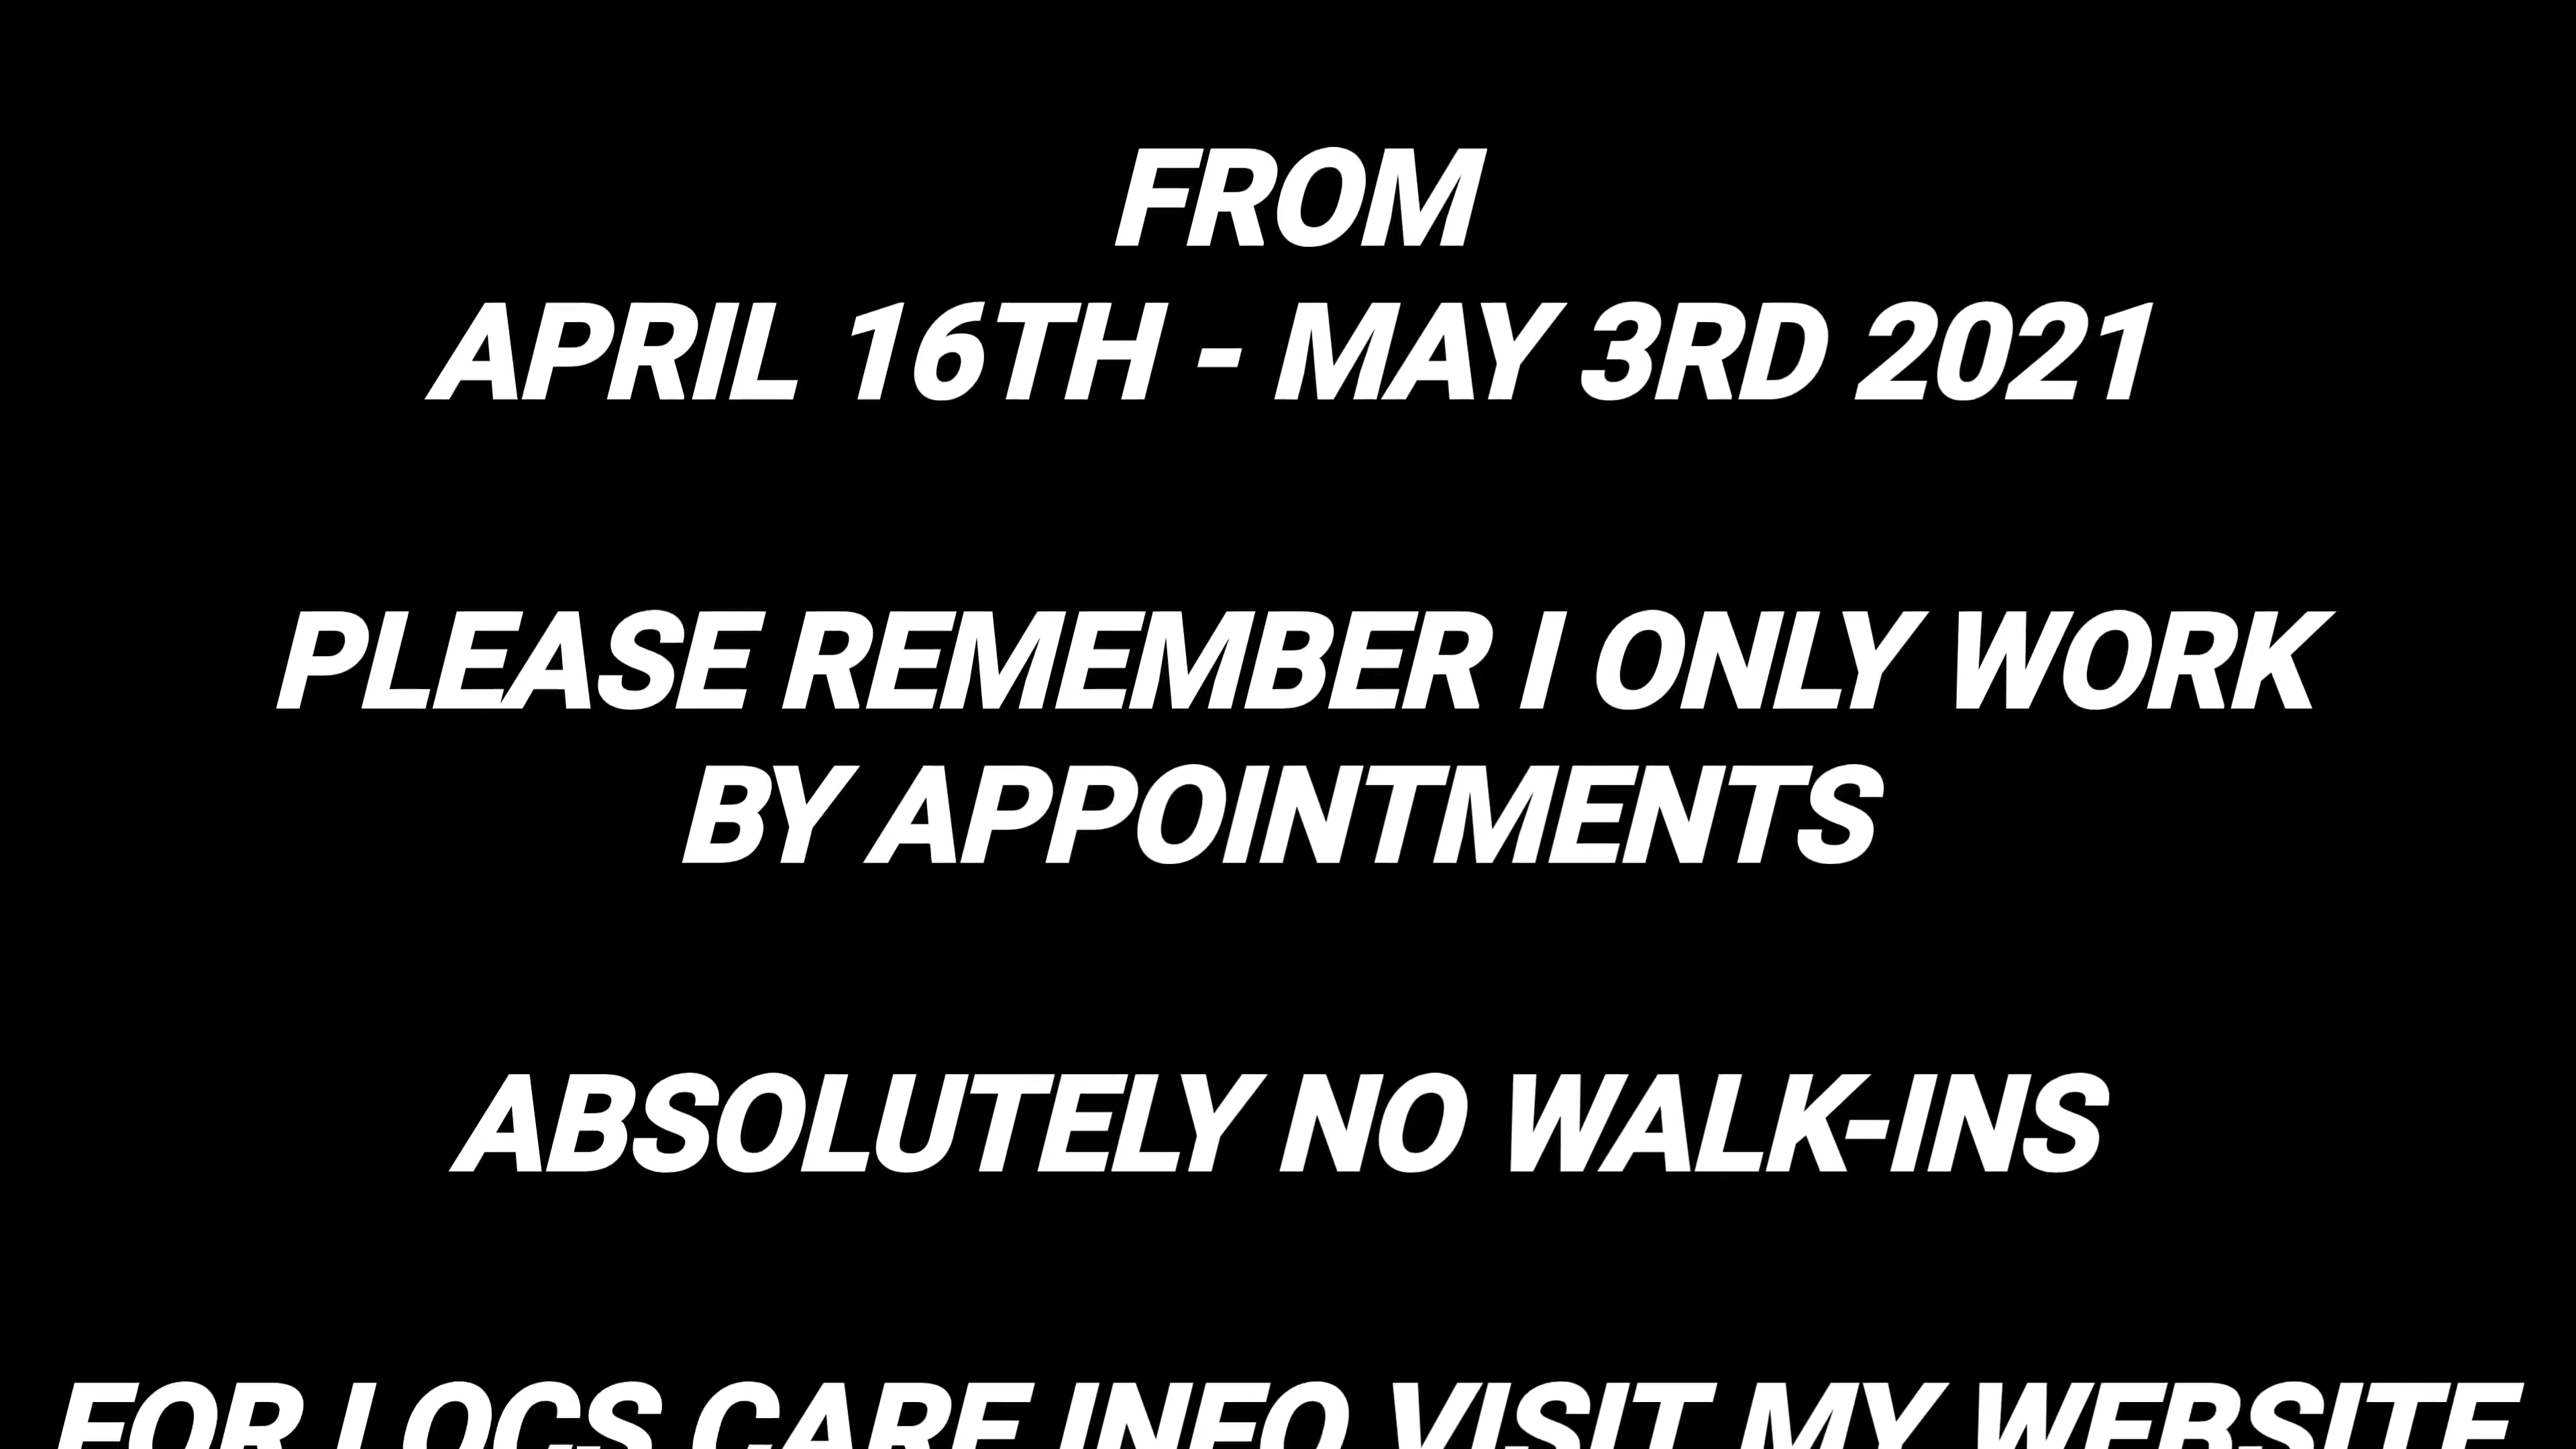 FROM
APRIL 16TH - MAY 3RD 2021
PLEASE REMEMBER I ONLY WORK
BY APPOINTMENTS
ABSOLUTELY NO WALK-INS
FOR LOCS CARE INFO VISIT MY WEBSITE